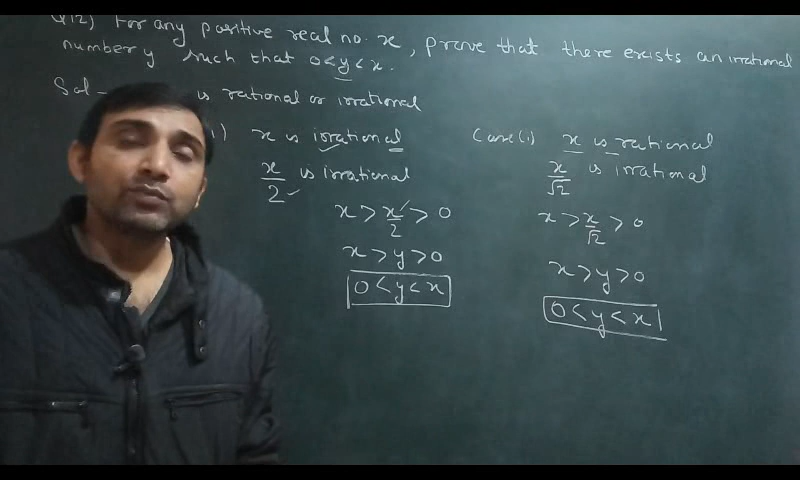 Q12) For any positive real no. x, prove that there exists an irrational
number y such that 0<y<x.
Sol- is rational or irrational
1) x is irrational
x/2 is irrational
x > x/2 > 0
x > y > 0
0 < y < x
Case(i) x is rational
x/√2 is irrational
x > x/√2 > 0
x > y > 0
0 < y < x